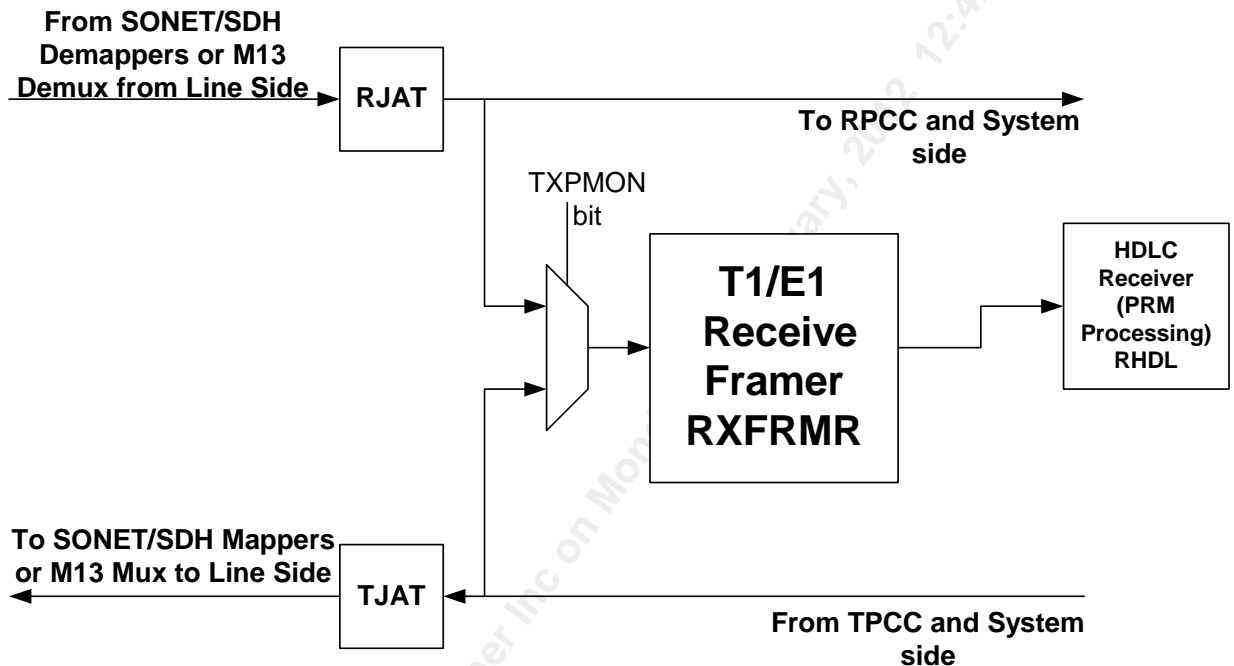 From SONET/SDH
Demappers or M13
Demux from Line Side
RJAT
To RPCC and System
side
TXPMON
bit
T1/E1
Receive
Framer
RXFRMR
HDLC
Receiver
(PRM
Processing)
RHDL
To SONET/SDH Mappers
or M13 Mux to Line Side
TJAT
From TPCC and System
side